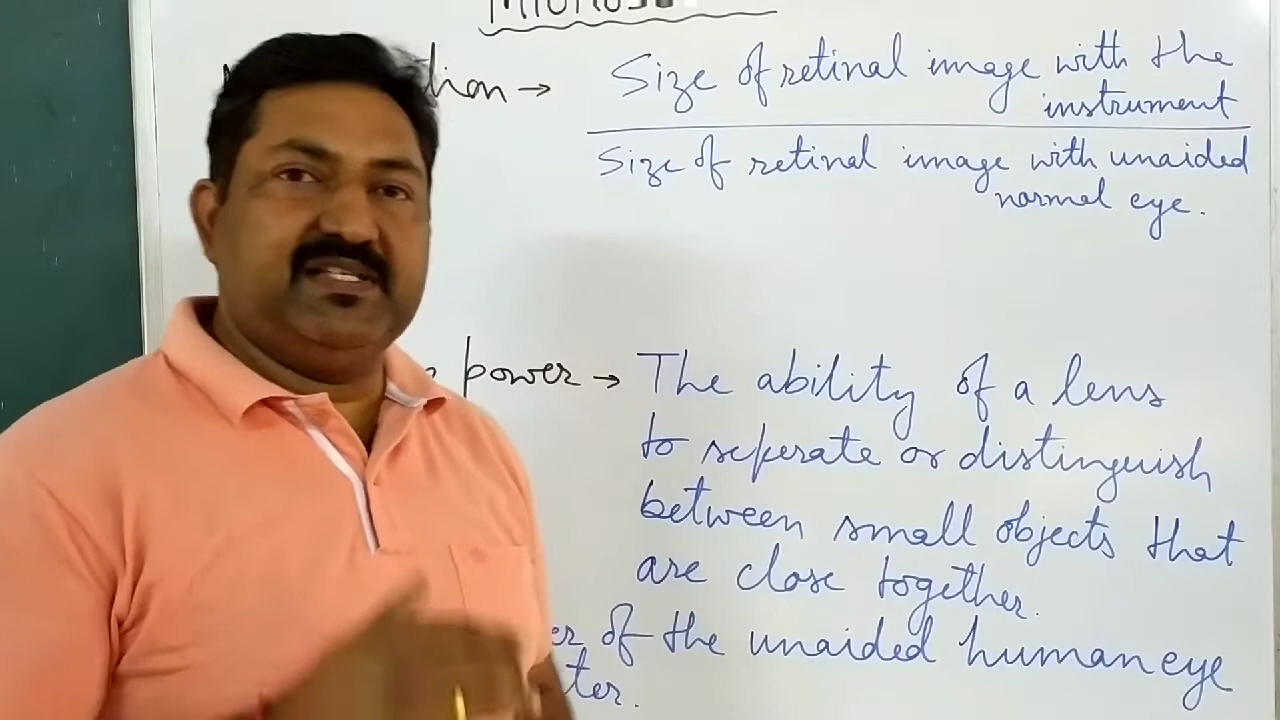 Size of retinal image with the
instrument
Size of retinal image with unaided
normal eye.
power → The ability of a lens
to seperate or distinguish
between small objects that
are close together.
of the unaided human eye